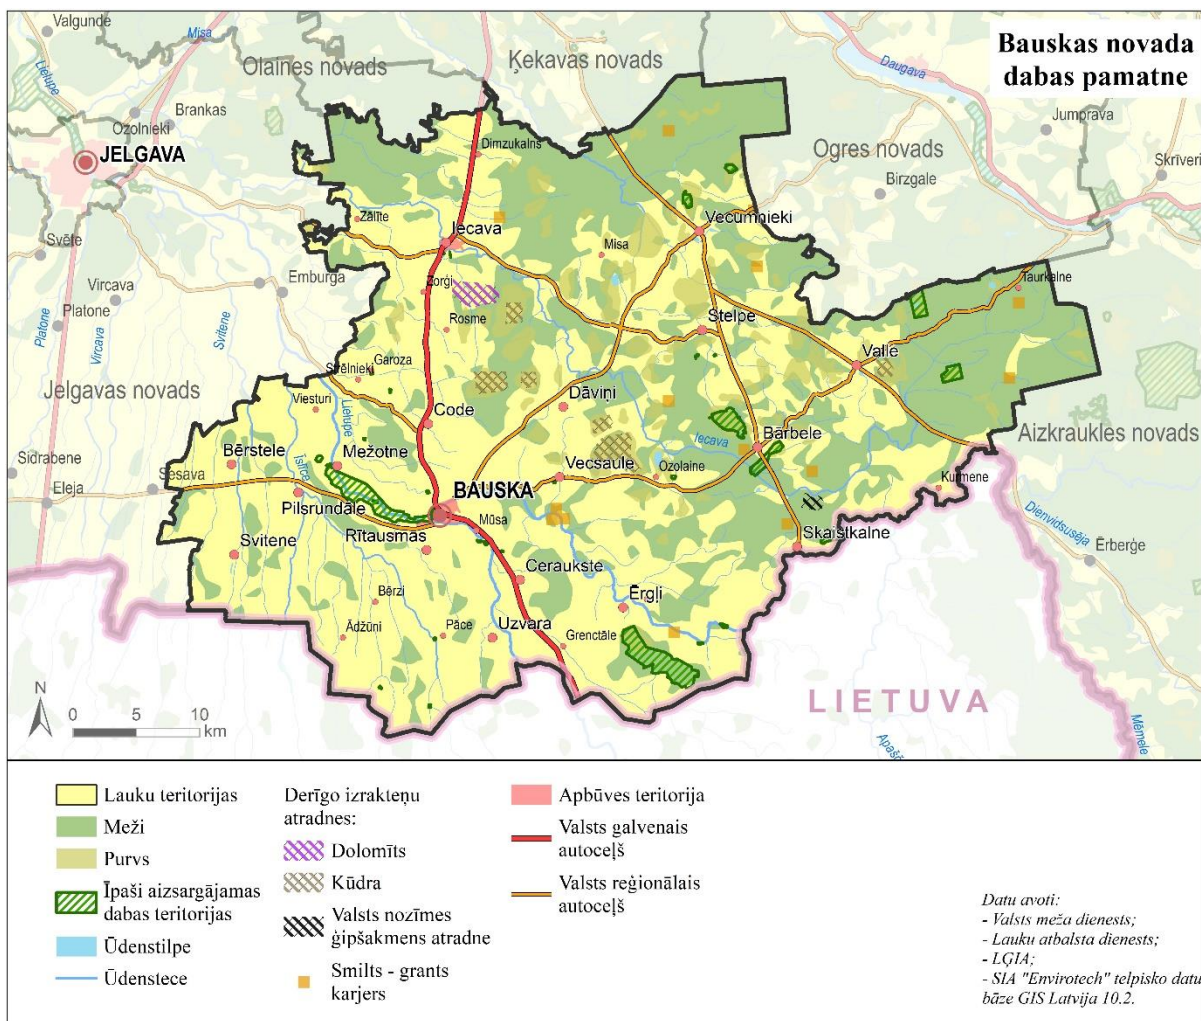 Bauskas novada
dabas pamatne
Valgunde
Misa
Olaines novads
Ķekavas novads
Daugava
Lielupe
Brankas
Ozolnieki
JELGAVA
Dimzukalns
Jumprava
Ogres novads
Skrīveri
Birzgale
Zālīte
Vecumnieki
Iecava
Svēte
Misa
Emburga
Zorģi
Taurkalne
Vircava
Platone
Rosme
Stelpe
Platone
Vircava
Svitene
Garoza
Strēlnieki
Valle
Jelgavas novads
Viesturi
Lielupe
Code
Dāviņi
Iecava
Bārbele
Aizkraukles novads
Bērstele
Mežotne
Īslīce
Vecsaule
Ozolaine
Sidrabene
Sesava
Eleja
Kurmene
BAUSKA
Pilsrundāle
Mūsa
Dienvidsusēja
Rītausmas
Skaistkalne
Svitene
Ērberģe
Ceraukste
Bērzi
Ērgļi
Ādžūni
Pāce
Uzvara
Grenctāle
LIETUVA
N
0 5 10
km
Mēmele
Lauku teritorijas
Meži
Purvs
Īpaši aizsargājamas
dabas teritorijas
Ūdenstilpe
Ūdenstece
Derīgo izrakteņu
atradnes:
Dolomīts
Kūdra
Valsts nozīmes
ģipšakmens atradne
Smilts - grants
karjers
Apbūves teritorija
Valsts galvenais
autoceļš
Valsts reģionālais
autoceļš
Datu avoti:
- Valsts meža dienests;
- Lauku atbalsta dienests;
- LĢIA;
- SIA "Envirotech" telpisko datu
bāze GIS Latvija 10.2.